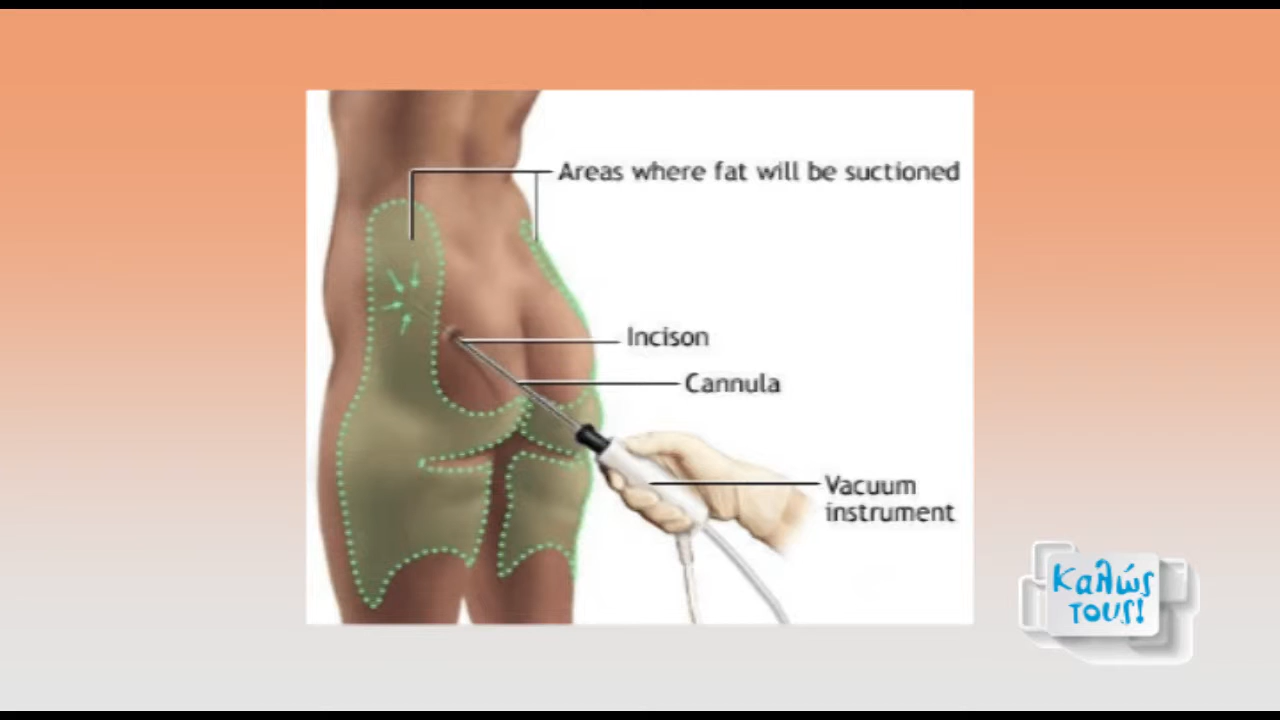 Areas where fat will be suctioned
Incison
Cannula
Vacuum
instrument
Καλώς
τους!